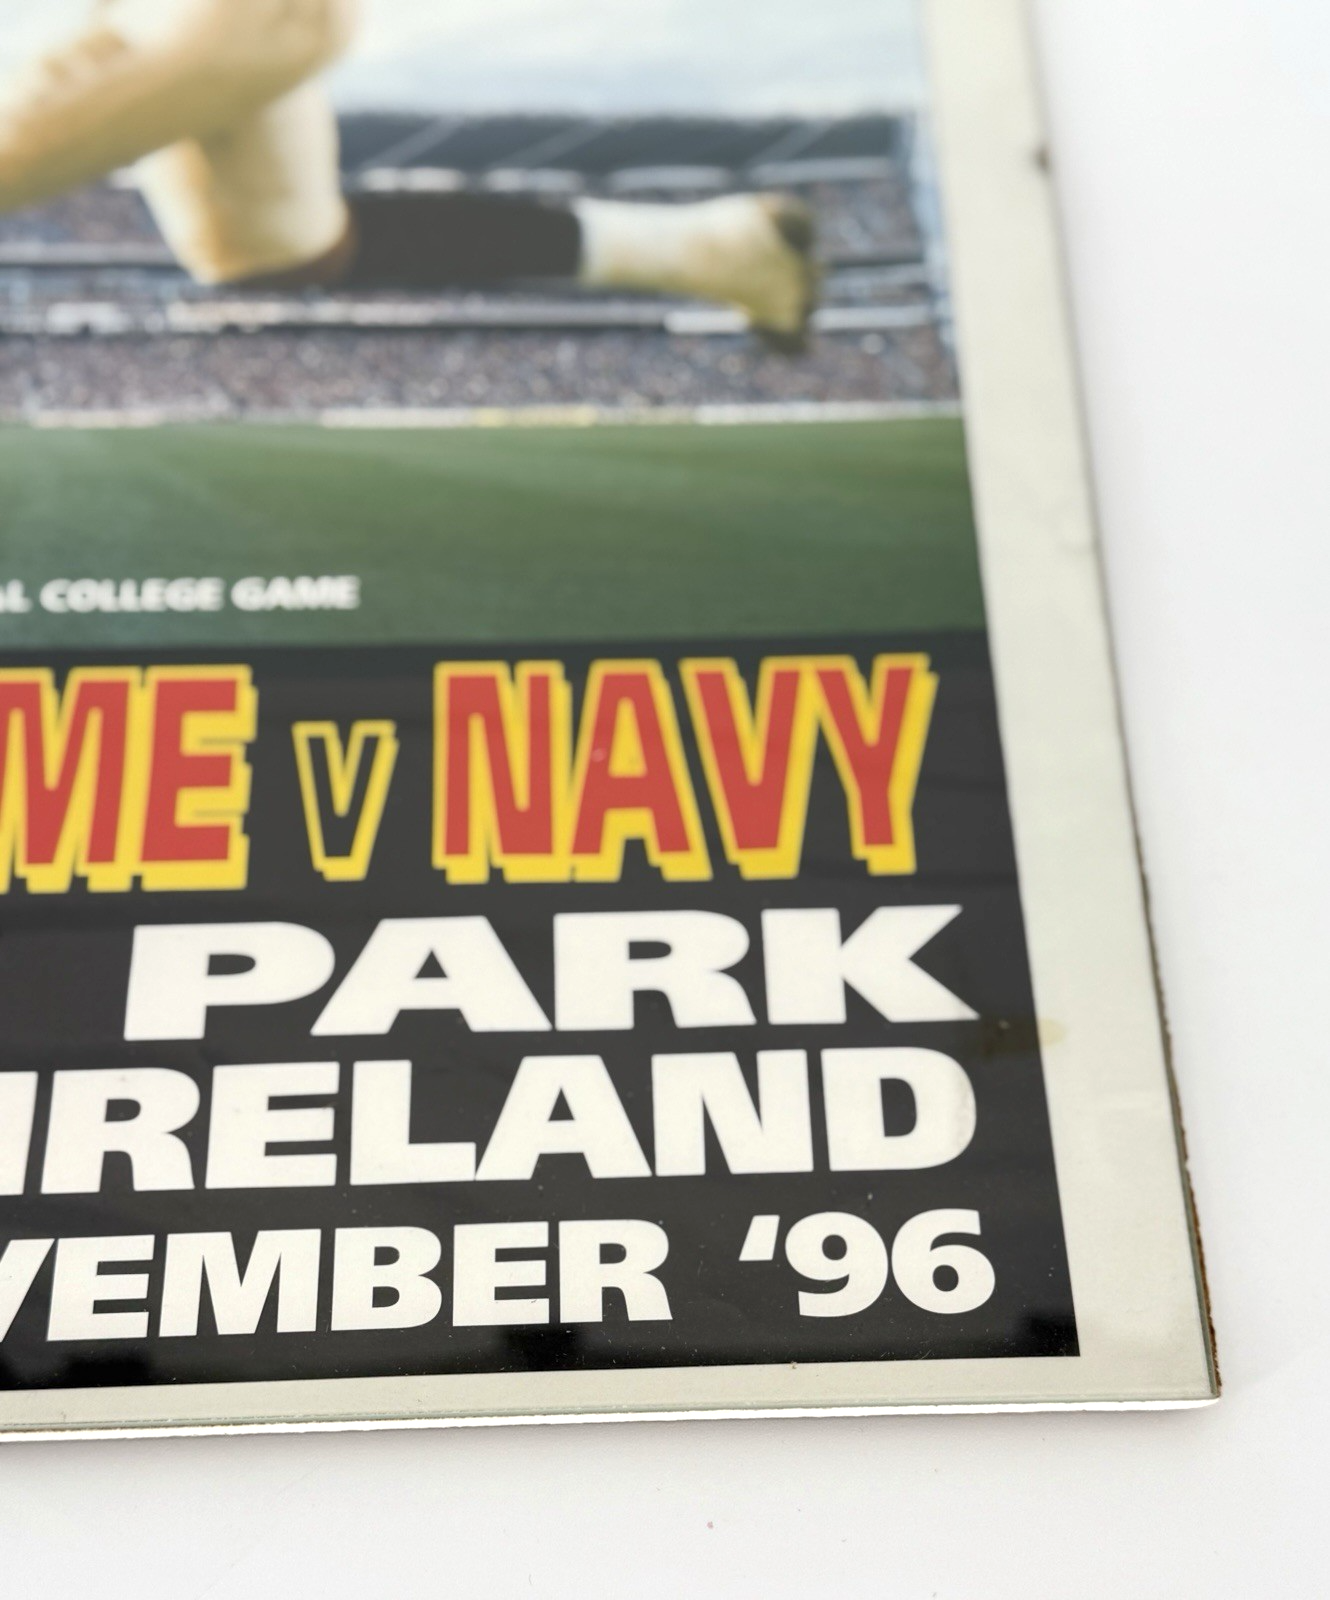 AL COLLEGE GAME
ME v NAVY
PARK
IRELAND
VEMBER ‘96